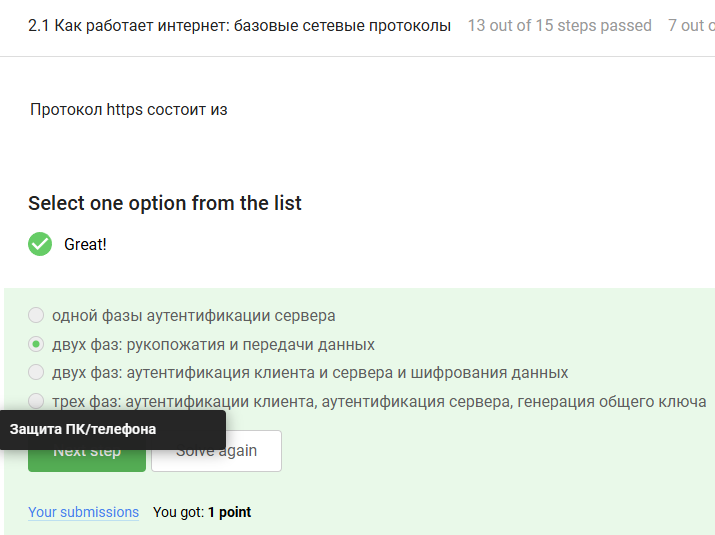 2.1 Как работает интернет: базовые сетевые протоколы 13 out of 15 steps passed 7 out o
Протокол https состоит из
Select one option from the list
Great!
одной фазы аутентификации сервера
двух фаз: рукопожатия и передачи данных
двух фаз: аутентификация клиента и сервера и шифрования данных
трех фаз: аутентификации клиента, аутентификация сервера, генерация общего ключа
Защита ПК/телефона
Next step Solve again
Your submissions You got: 1 point